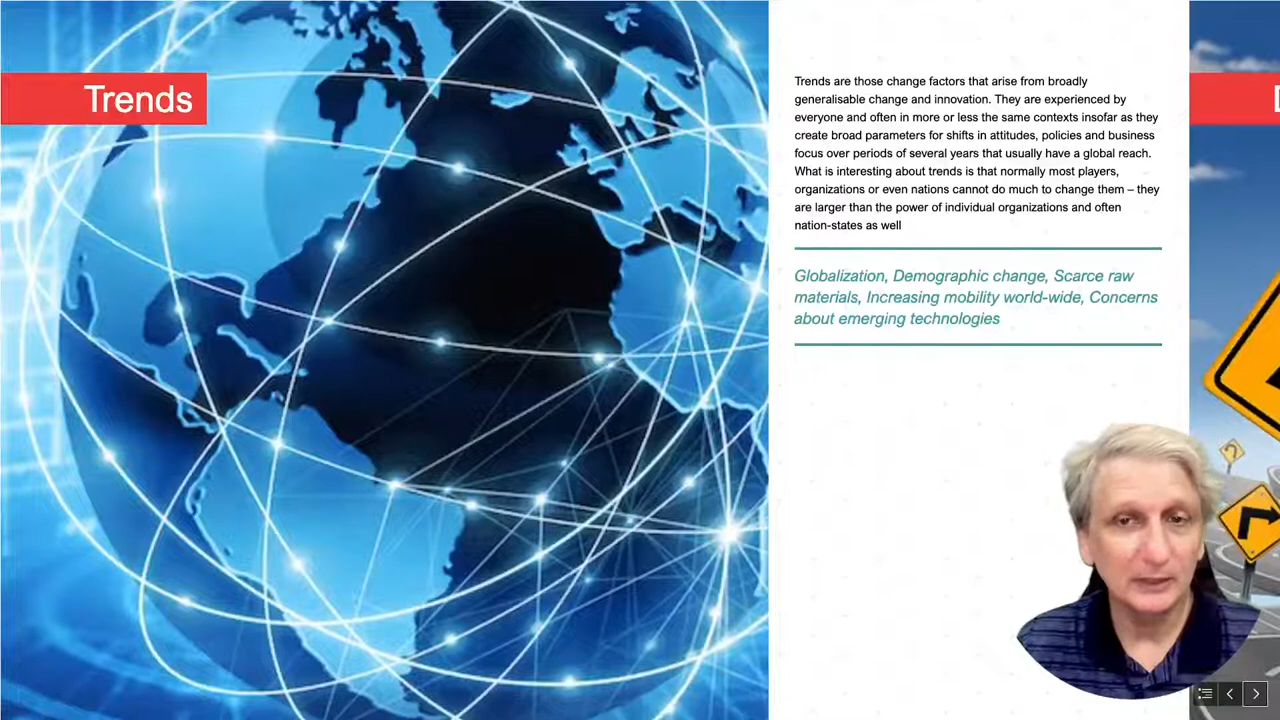 Trends
Trends are those change factors that arise from broadly
generalisable change and innovation. They are experienced by
everyone and often in more or less the same contexts insofar as they
create broad parameters for shifts in attitudes, policies and business
focus over periods of several years that usually have a global reach.
What is interesting about trends is that normally most players,
organizations or even nations cannot do much to change them – they
are larger than the power of individual organizations and often
nation-states as well
Globalization, Demographic change, Scarce raw
materials, Increasing mobility world-wide, Concerns
about emerging technologies